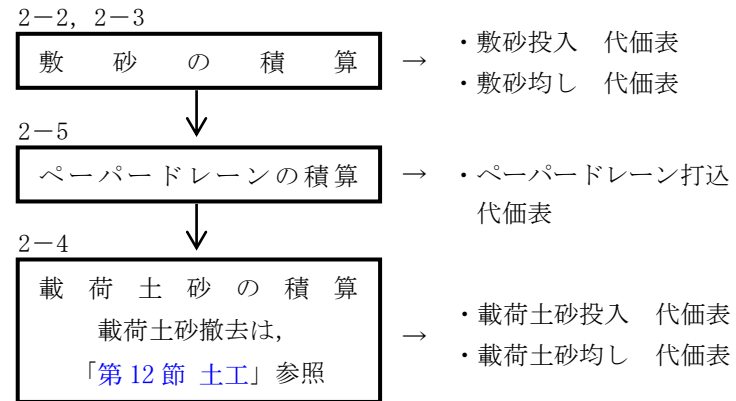 2－2, 2－3
敷砂の積算
→
・敷砂投入　代価表
・敷砂均し　代価表
2－5
ペーパードレーンの積算
→
・ペーパードレーン打込
代価表
2－4
載荷土砂の積算
載荷土砂撤去は，
「第12節 土工」参照
→
・載荷土砂投入　代価表
・載荷土砂均し　代価表